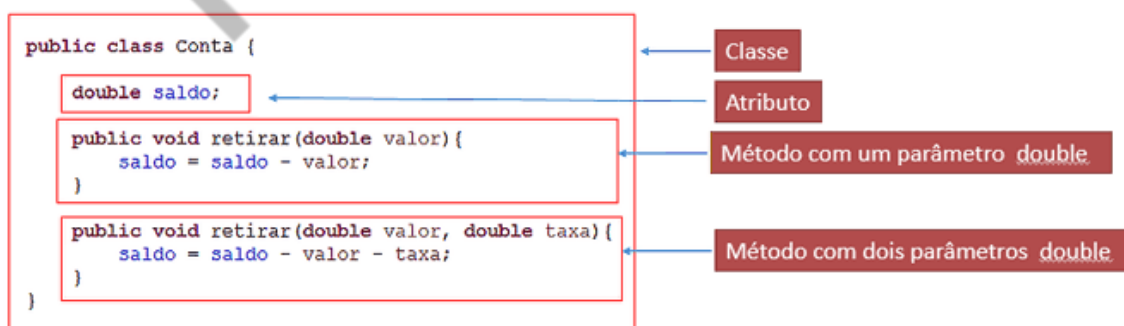 public class Conta {
Classe
double saldo;
Atributo
public void retirar(double valor){
saldo = saldo - valor;
}
Método com um parâmetro double
public void retirar(double valor, double taxa){
saldo = saldo - valor - taxa;
}
Método com dois parâmetros double
}